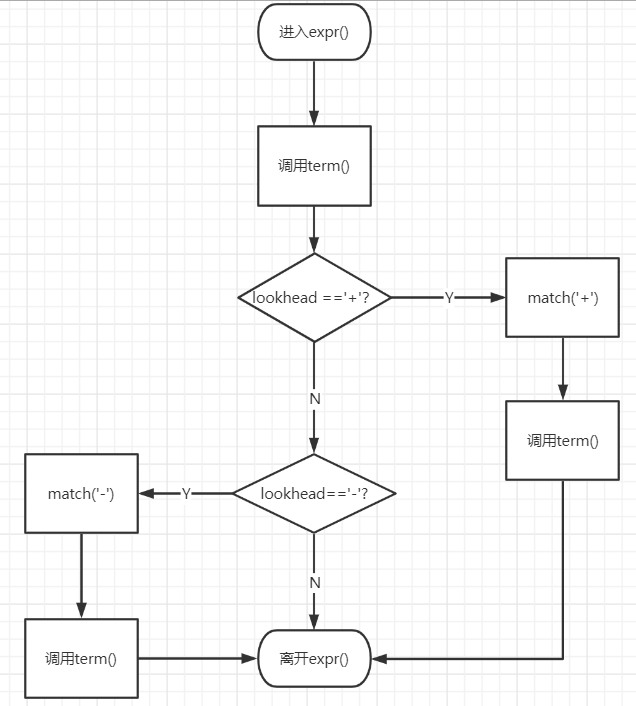 进入expr()
调用term()
lookhead =='+'?
Y
match('+')
N
调用term()
match('-')
Y
lookhead=='-'?
N
调用term()
离开expr()